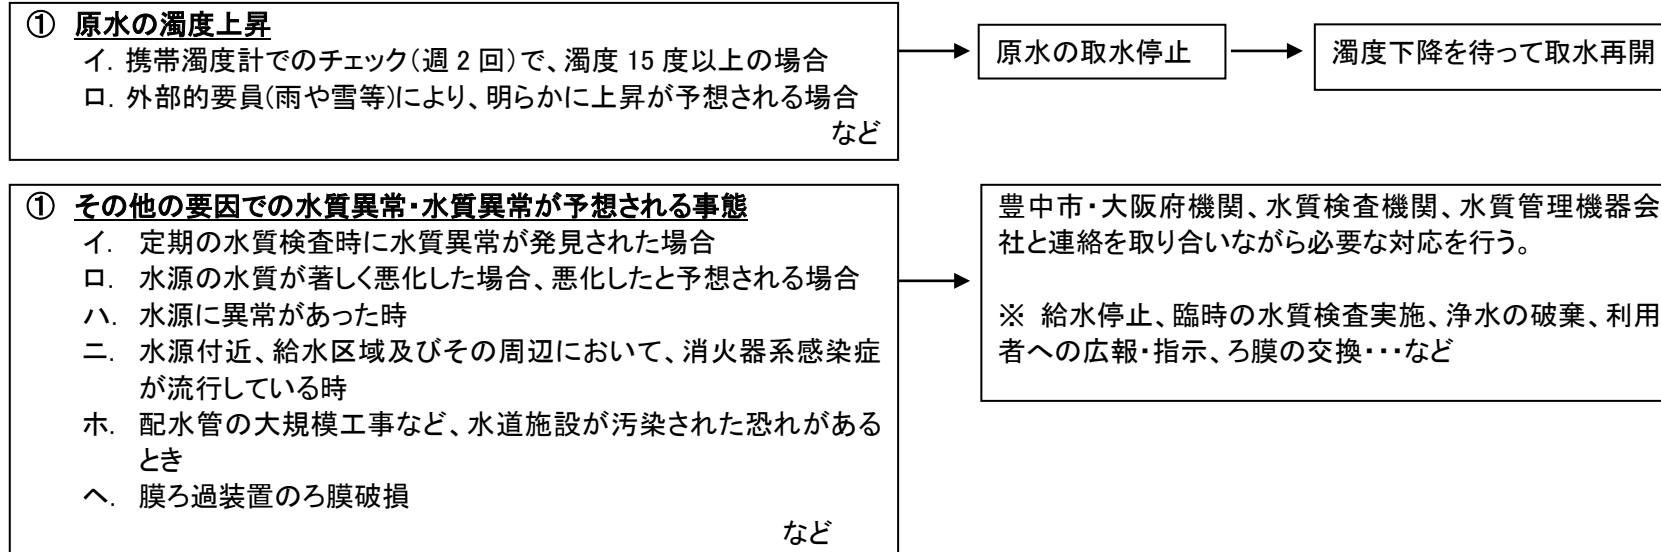 ① 原水の濁度上昇
イ. 携帯濁度計でのチェック(週 2 回)で、濁度 15 度以上の場合
ロ. 外部的要員(雨や雪等)により、明らかに上昇が予想される場合
など
原水の取水停止
濁度下降を待って取水再開
① その他の要因での水質異常・水質異常が予想される事態
イ. 定期の水質検査時に水質異常が発見された場合
ロ. 水源の水質が著しく悪化した場合、悪化したと予想される場合
ハ. 水源に異常があった時
ニ. 水源付近、給水区域及びその周辺において、消火器系感染症
が流行している時
ホ. 配水管の大規模工事など、水道施設が汚染された恐れがある
とき
ヘ. 膜ろ過装置のろ膜破損
など
豊中市・大阪府機関、水質検査機関、水質管理機器会
社と連絡を取り合いながら必要な対応を行う。
※ 給水停止、臨時の水質検査実施、浄水の破棄、利用
者への広報・指示、ろ膜の交換・・・など